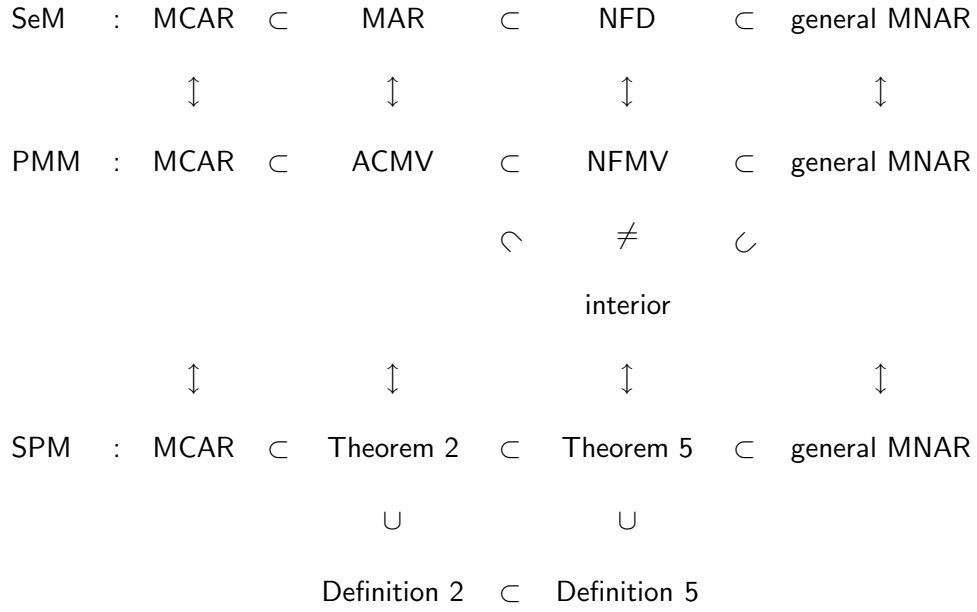 SeM : MCAR ⊂ MAR ⊂ NFD ⊂ general MNAR
↕ ↕ ↕ ↕
PMM : MCAR ⊂ ACMV ⊂ NFMV ⊂ general MNAR
∩ ≠ ∪
interior
↕ ↕ ↕ ↕
SPM : MCAR ⊂ Theorem 2 ⊂ Theorem 5 ⊂ general MNAR
∪ ∪
Definition 2 ⊂ Definition 5